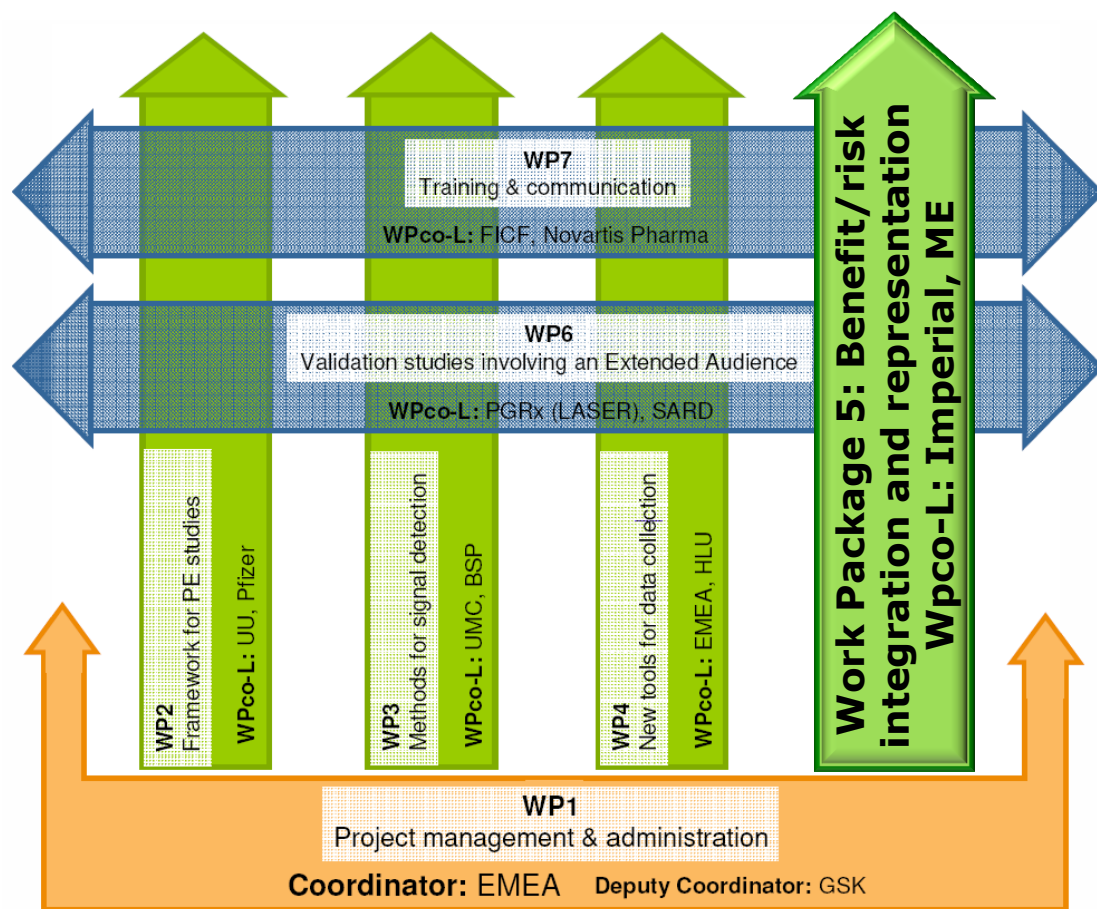 WP7
Training & communication
WPco-L: FICF, Novartis Pharma
WP6
Validation studies involving an Extended Audience
WPco-L: PGRx (LASER), SARD
WP2
Framework for PE studies
WPco-L: UU, Pfizer
WP3
Methods for signal detection
WPco-L: UMC, BSP
WP4
New tools for data collection
WPco-L: EMEA, HLU
Work Package 5: Benefit/risk
integration and representation
Wpco-L: Imperial, ME
WP1
Project management & administration
Coordinator: EMEA Deputy Coordinator: GSK